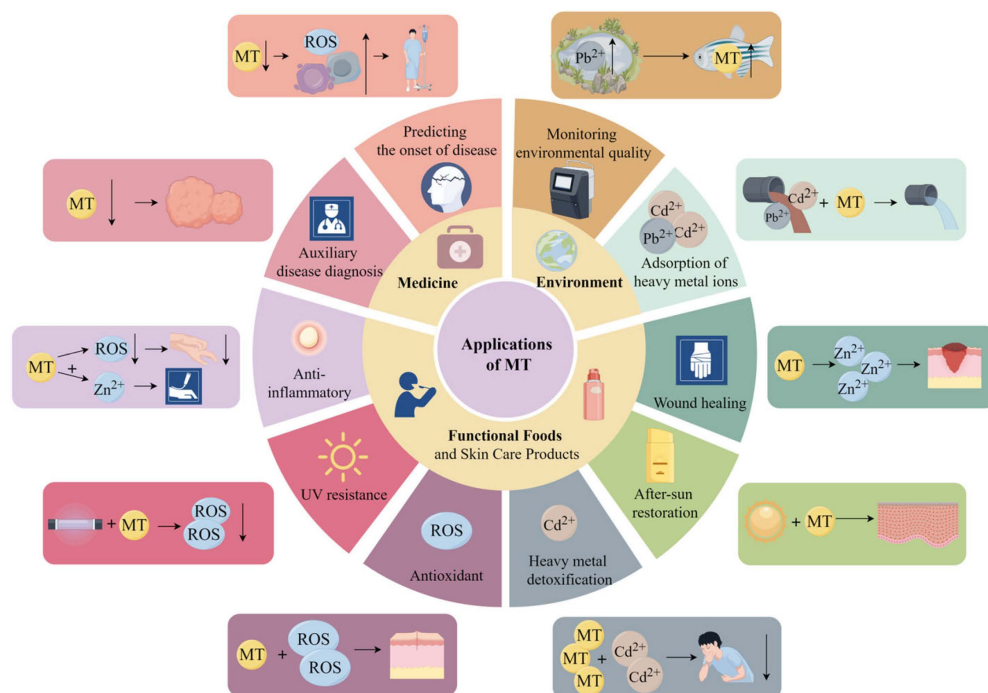 MT
ROS
Pb²⁺
MT
Predicting
the onset of disease
Monitoring
environmental quality
MT
Auxiliary
disease diagnosis
Cd²⁺
Pb²⁺
Cd²⁺
Adsorption of
heavy metal ions
Cd²⁺
Pb²⁺
+
MT
Medicine
Environment
Applications
of MT
MT
+
ROS
Zn²⁺
Anti-
inflammatory
Wound healing
MT
Zn²⁺
Zn²⁺
Zn²⁺
Functional Foods
and Skin Care Products
UV resistance
After-sun
restoration
+
MT
ROS
ROS
+
MT
ROS
Antioxidant
Cd²⁺
Heavy metal
detoxification
MT
+
ROS
ROS
MT
MT
MT
+
Cd²⁺
Cd²⁺